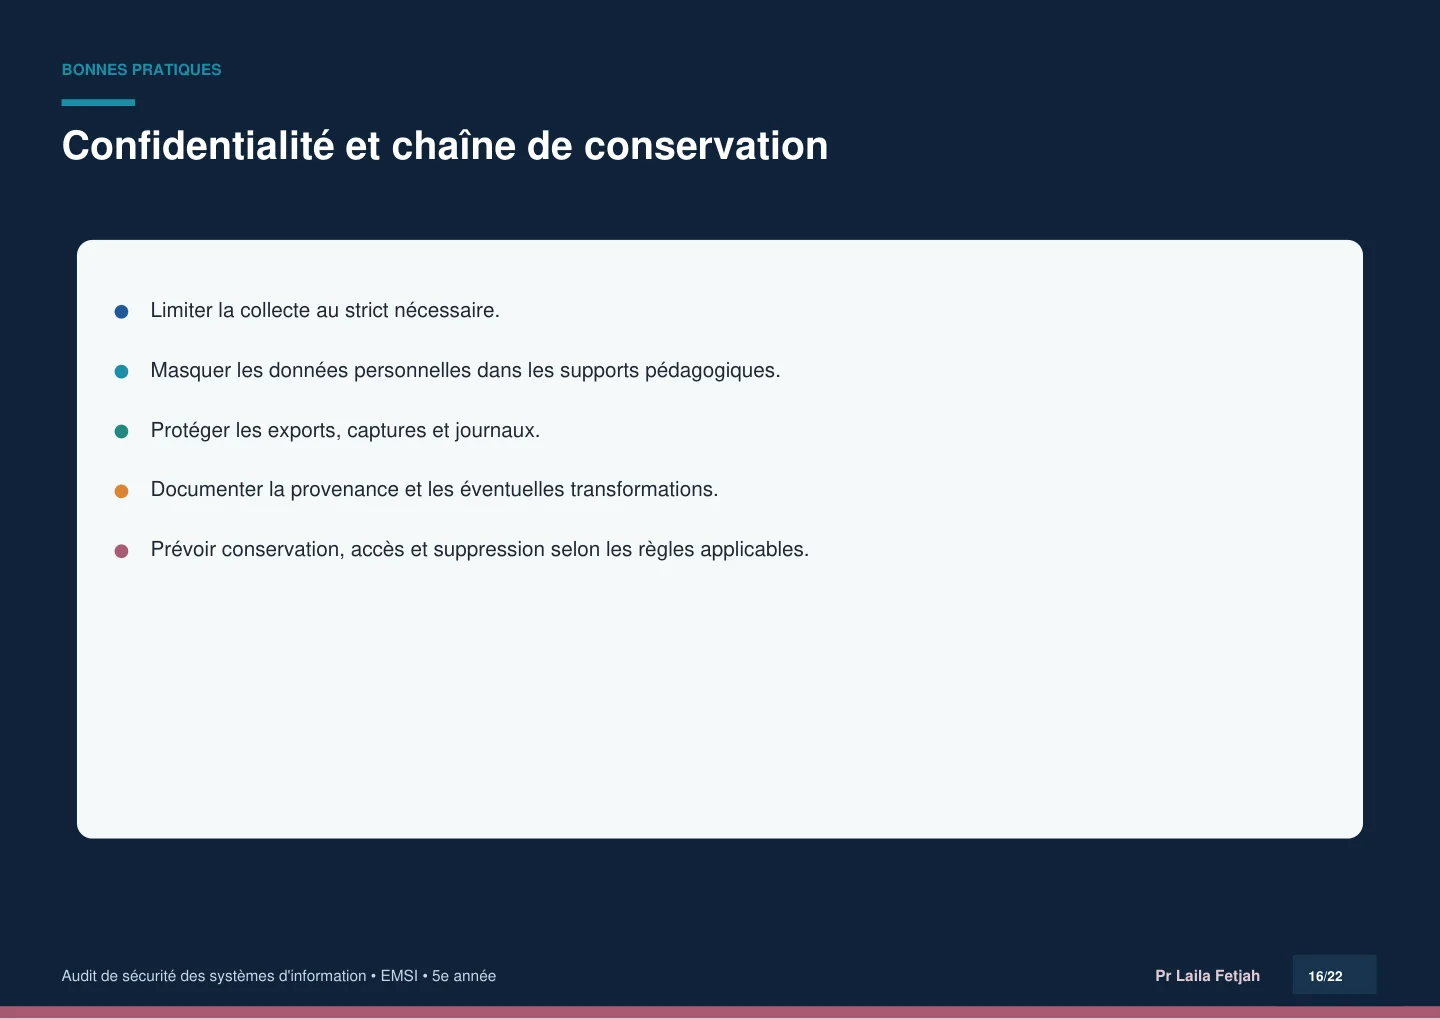 BONNES PRATIQUES
Confidentialité et chaîne de conservation
Limiter la collecte au strict nécessaire.
Masquer les données personnelles dans les supports pédagogiques.
Protéger les exports, captures et journaux.
Documenter la provenance et les éventuelles transformations.
Prévoir conservation, accès et suppression selon les règles applicables.
Audit de sécurité des systèmes d'information • EMSI • 5e année
Pr Laila Fetjah
16/22